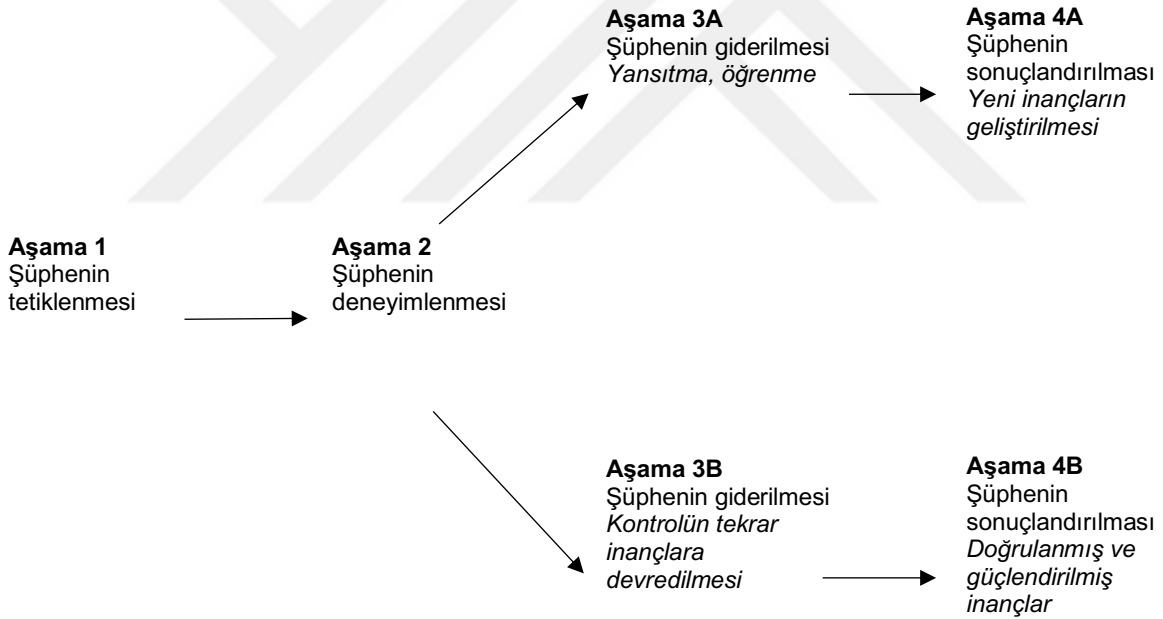 Aşama 3A
Şüphenin giderilmesi
Yansıtma, öğrenme
Aşama 4A
Şüphenin
sonuçlandırılması
Yeni inançların
geliştirilmesi
Aşama 1
Şüphenin
tetiklenmesi
Aşama 2
Şüphenin
deneyimlenmesi
Aşama 3B
Şüphenin giderilmesi
Kontrolün tekrar
inançlara
devredilmesi
Aşama 4B
Şüphenin
sonuçlandırılması
Doğrulanmış ve
güçlendirilmiş
inançlar